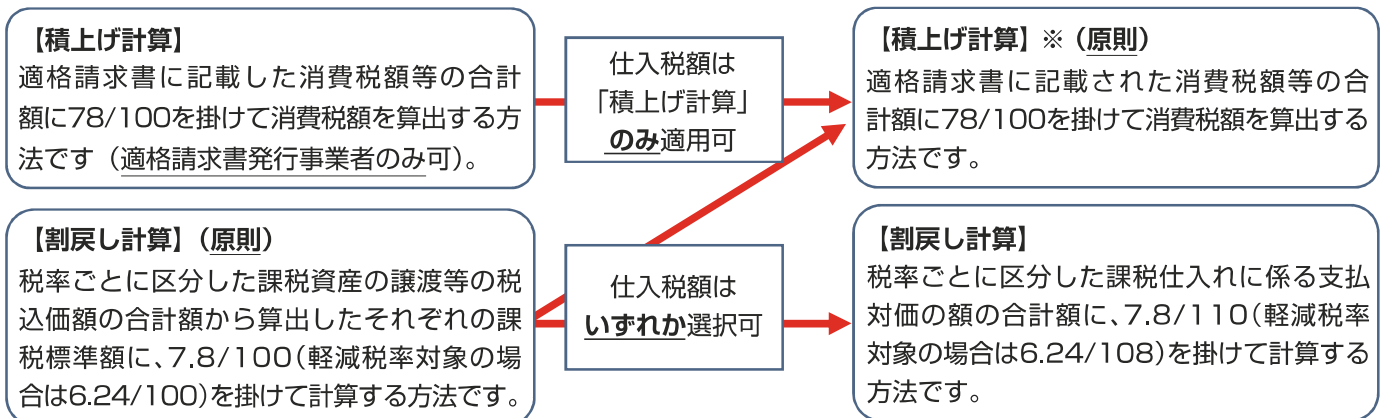 【積上げ計算】
適格請求書に記載した消費税額等の合計
額に78/100を掛けて消費税額を算出する方
法です（適格請求書発行事業者のみ可）。
仕入税額は
「積上げ計算」
のみ適用可
【積上げ計算】※（原則）
適格請求書に記載された消費税額等の合
計額に78/100を掛けて消費税額を算出する
方法です。
【割戻し計算】（原則）
税率ごとに区分した課税資産の譲渡等の税
込価額の合計額から算出したそれぞれの課
税標準額に、7.8/100（軽減税率対象の場
合は6.24/100）を掛けて計算する方法です。
仕入税額は
いずれか選択可
【割戻し計算】
税率ごとに区分した課税仕入れに係る支払
対価の額の合計額に、7.8/110（軽減税率
対象の場合は6.24/108）を掛けて計算する
方法です。